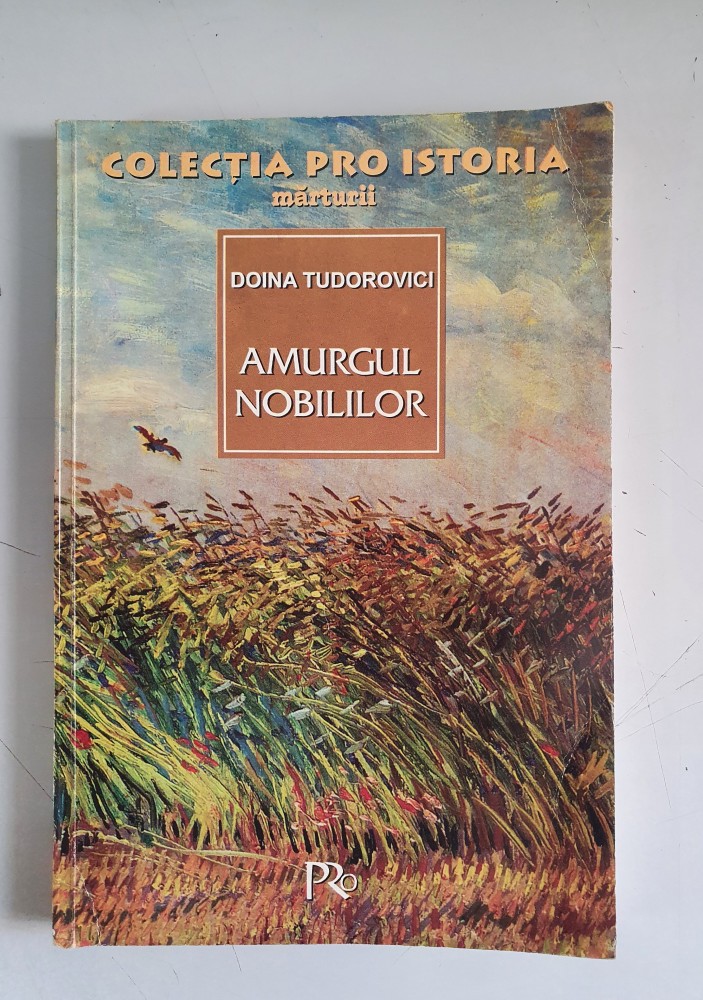 COLECȚIA PRO ISTORIA
mărturii
DOINA TUDOROVICI
AMURGUL
NOBILILOR
PRO